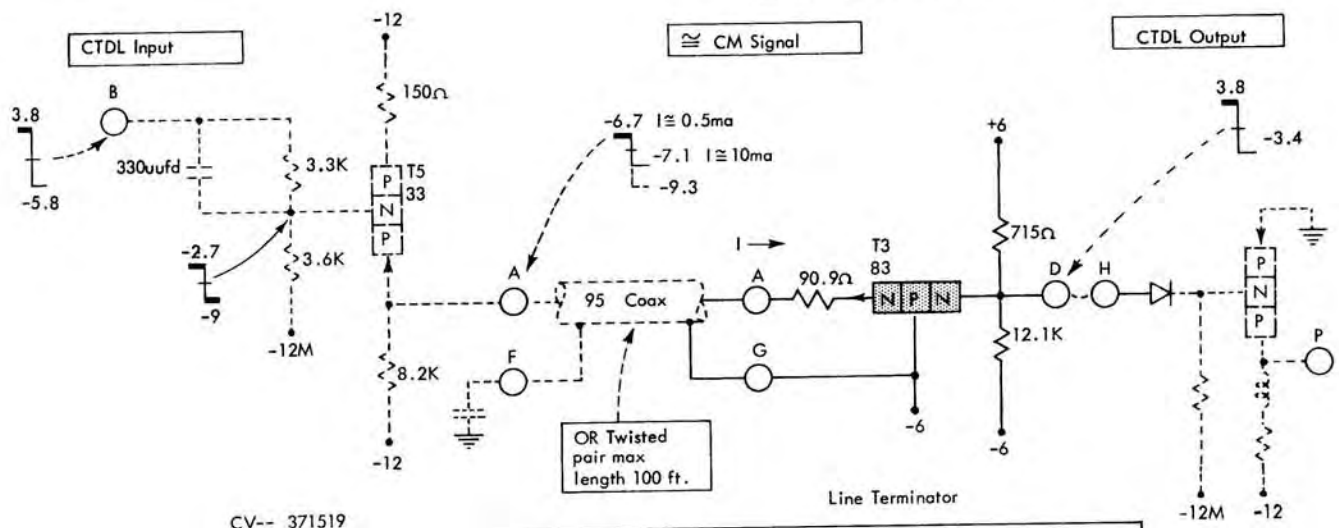 -12
CTDL Input
≅ CM Signal
CTDL Output
B
3.8
-5.8
150Ω
330uufd
3.3K
T5
33
P
N
P
-2.7
-9
3.6K
-12M
8.2K
-12
-6.7 I ≅ 0.5ma
-7.1 I ≅ 10ma
-9.3
A
95 Coax
F
I
A
90.9Ω
T3
83
N P N
G
-6
OR Twisted
pair max
length 100 ft.
+6
715Ω
12.1K
-6
3.8
-3.4
D
H
P
N
P
P
-12M
-12
Line Terminator
CV-- 371519